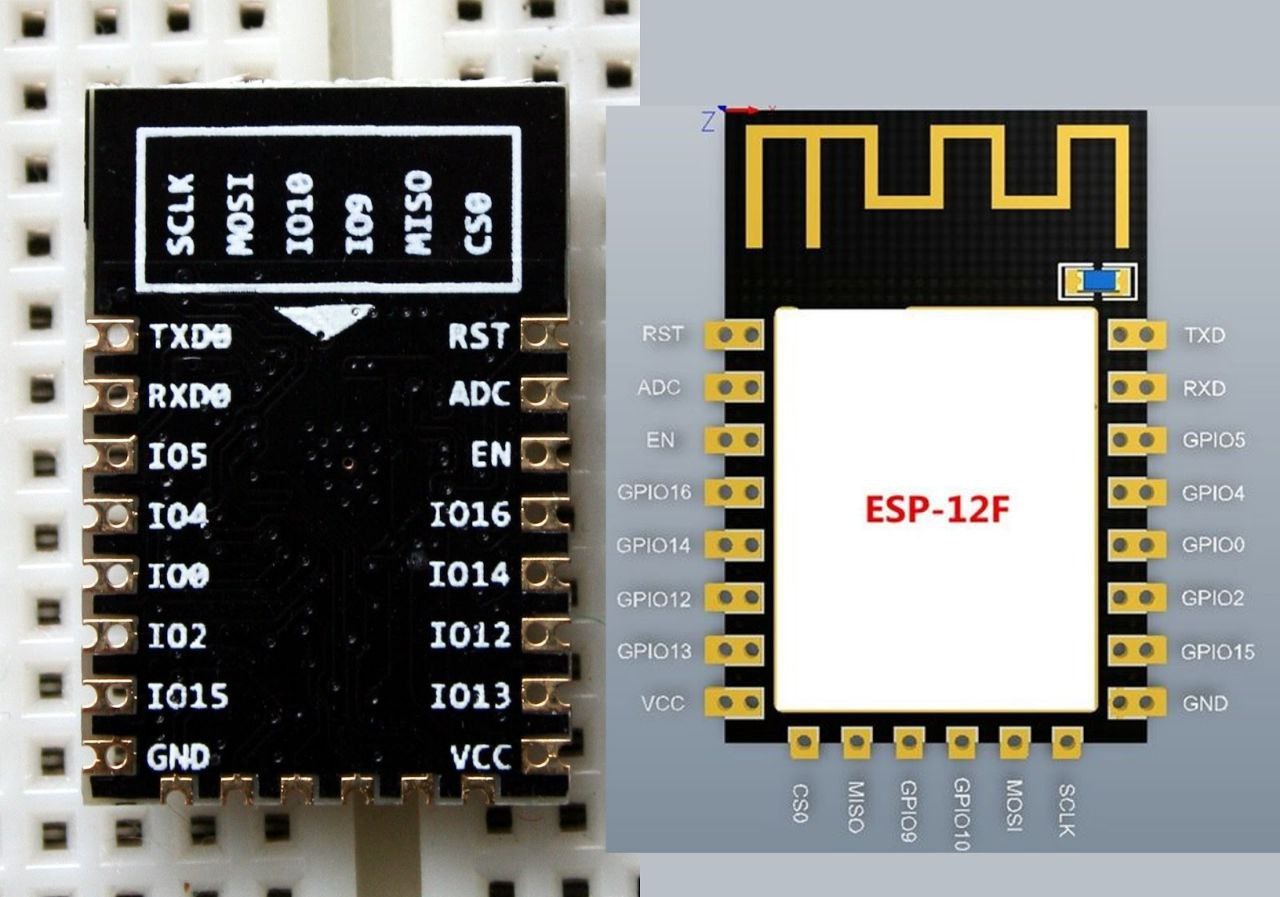 SCLK
MOSI
IO10
IO9
MISO
CS0
TXD0
RXD0
IO5
IO4
IO0
IO2
IO15
GND
RST
ADC
EN
IO16
IO14
IO12
IO13
VCC
Z
X
RST
ADC
EN
GPIO16
GPIO14
GPIO12
GPIO13
VCC
ESP-12F
TXD
RXD
GPIO5
GPIO4
GPIO0
GPIO2
GPIO15
GND
CS0
MISO
GPIO9
GPIO10
MOSI
SCLK